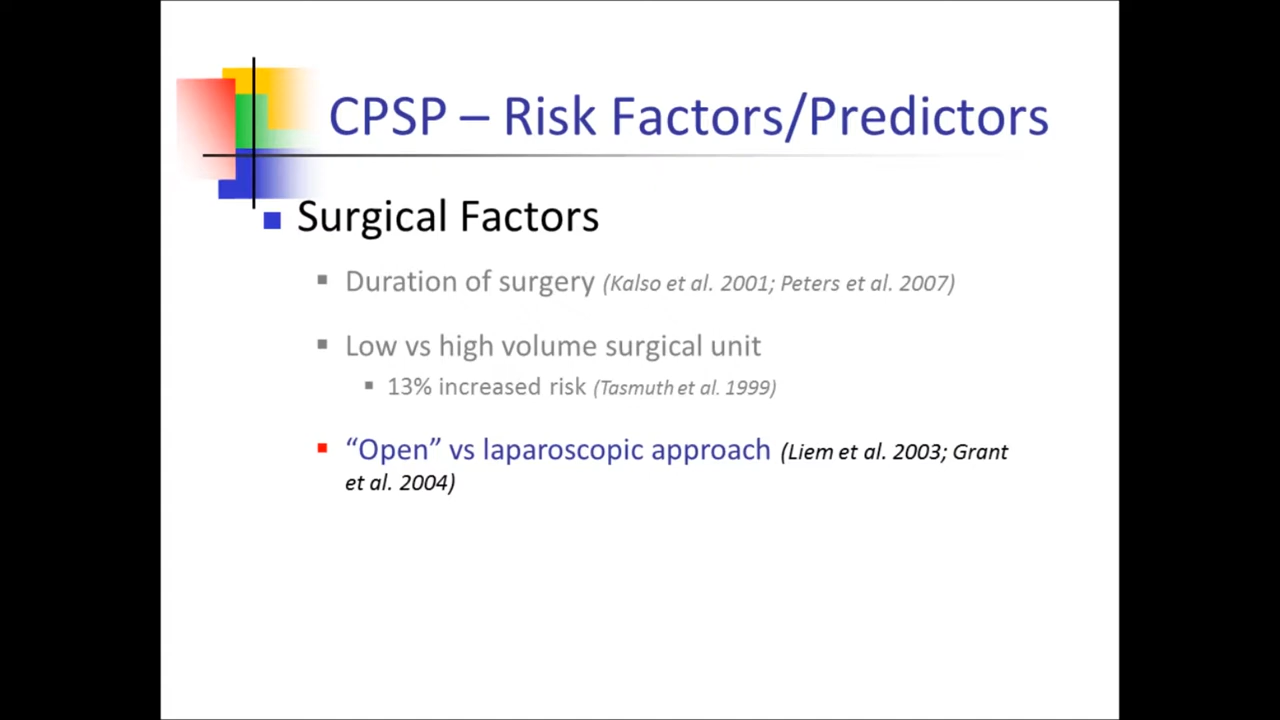 CPSP – Risk Factors/Predictors
Surgical Factors
Duration of surgery (Kalso et al. 2001; Peters et al. 2007)
Low vs high volume surgical unit
13% increased risk (Tasmuth et al. 1999)
“Open” vs laparoscopic approach (Liem et al. 2003; Grant
et al. 2004)